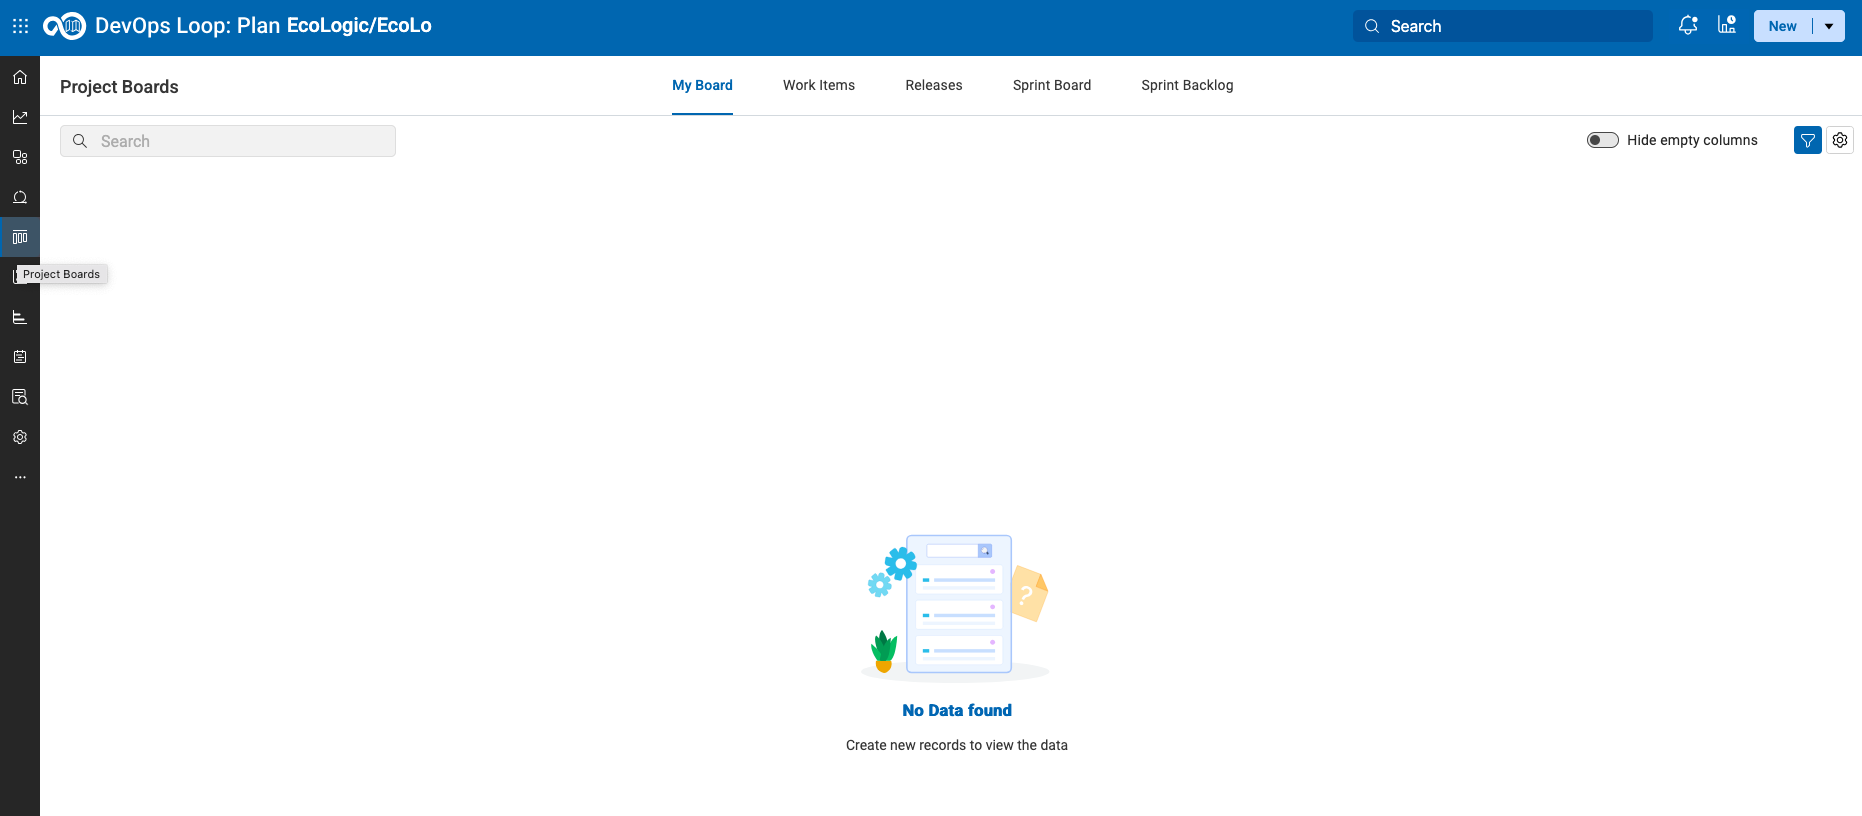 DevOps Loop: Plan EcoLogic/EcoLo
Search
New
Project Boards
My Board
Work Items
Releases
Sprint Board
Sprint Backlog
Search
Hide empty columns
Project Boards
?
No Data found
Create new records to view the data